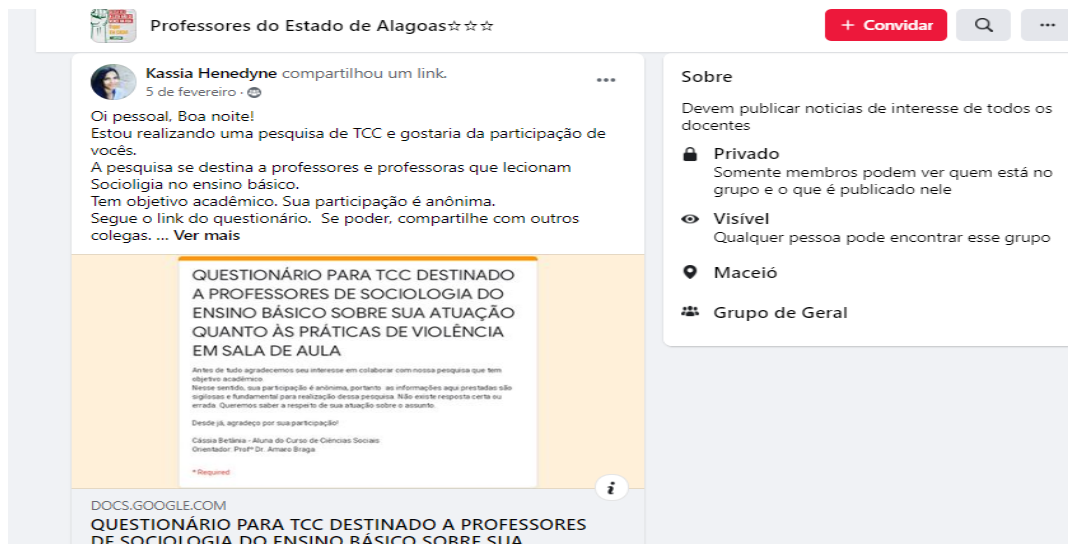 Professores do Estado de Alagoas☆☆☆
+ Convidar
Kassia Henedyne compartilhou um link.
5 de fevereiro ·
Oi pessoal, Boa noite!
Estou realizando uma pesquisa de TCC e gostaria da participação de
vocês.
A pesquisa se destina a professores e professoras que lecionam
Socioligia no ensino básico.
Tem objetivo acadêmico. Sua participação é anônima.
Segue o link do questionário. Se poder, compartilhe com outros
colegas. ... Ver mais
QUESTIONÁRIO PARA TCC DESTINADO
A PROFESSORES DE SOCIOLOGIA DO
ENSINO BÁSICO SOBRE SUA ATUAÇÃO
QUANTO ÀS PRÁTICAS DE VIOLÊNCIA
EM SALA DE AULA
Antes de tudo agradecemos seu interesse em colaborar com nossa pesquisa que tem
objetivo acadêmico.
Nesse sentido, sua participação é anônima, portanto as informações aqui prestadas são
sigilosas e fundamental para realização dessa pesquisa. Não existe resposta certa ou
errada. Queremos saber a respeito de sua atuação sobre o assunto.
Desde já, agradeço por sua participação!
Cássia Betânia - Aluna do Curso de Ciências Sociais
Orientador: Profº Dr. Amaro Braga
* Required
DOCS.GOOGLE.COM
QUESTIONÁRIO PARA TCC DESTINADO A PROFESSORES
DE SOCIOLOGIA DO ENSINO BÁSICO SOBRE SUA
Sobre
Devem publicar noticias de interesse de todos os
docentes
Privado
Somente membros podem ver quem está no
grupo e o que é publicado nele
Visível
Qualquer pessoa pode encontrar esse grupo
Maceió
Grupo de Geral